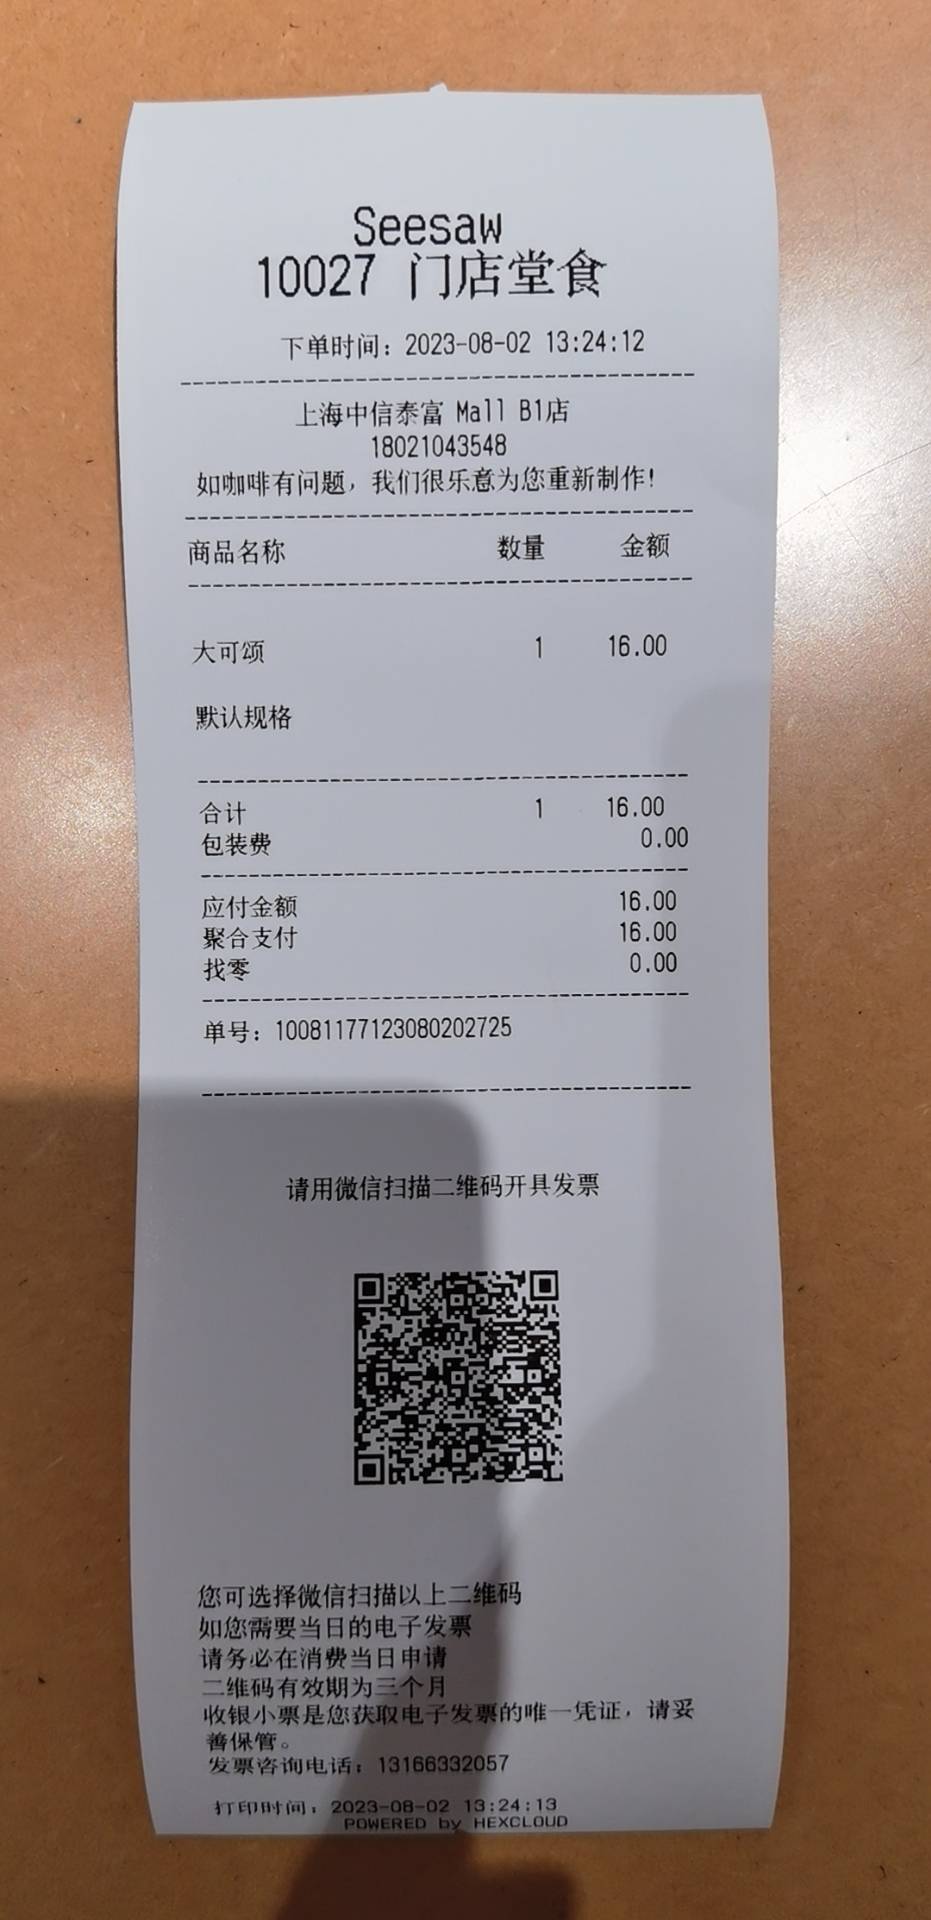 Seesaw
10027 门店堂食
下单时间：2023-08-02 13:24:12
上海中信泰富 Mall B1店
18021043548
如咖啡有问题，我们很乐意为您重新制作！
商品名称 数量 金额
大可颂 1 16.00
默认规格
合计 1 16.00
包装费 0.00
应付金额 16.00
聚合支付 16.00
找零 0.00
单号：10081177123080202725
请用微信扫描二维码开具发票
您可选择微信扫描以上二维码
如您需要当日的电子发票
请务必在消费当日申请
二维码有效期为三个月
收银小票是您获取电子发票的唯一凭证，请妥
善保管。
发票咨询电话：13166332057
打印时间：2023-08-02 13:24:13
POWERED by HEXCLOUD